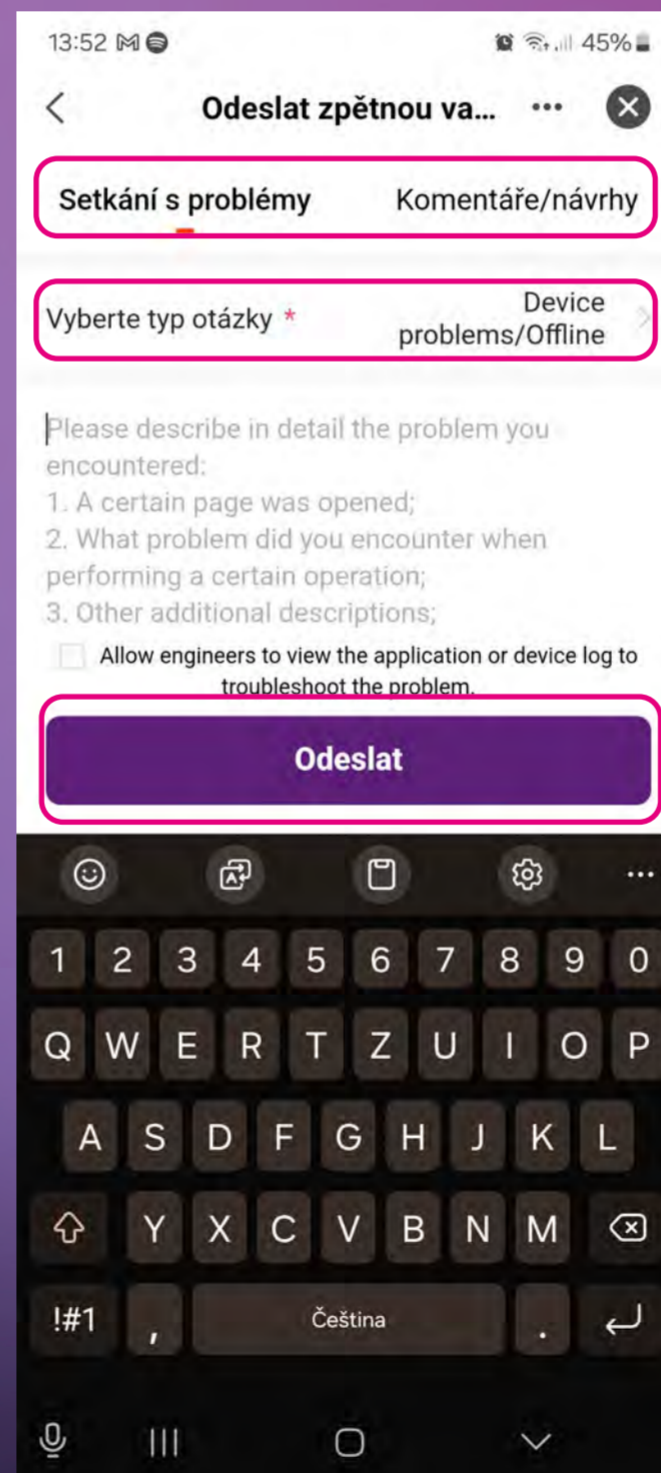 13:52 45%
Odeslat zpětnou va...
Setkání s problémy Komentáře/návrhy
Vyberte typ otázky * Device
problems/Offline
Please describe in detail the problem you
encountered:
1. A certain page was opened;
2. What problem did you encounter when
performing a certain operation;
3. Other additional descriptions;
Allow engineers to view the application or device log to
troubleshoot the problem.
Odeslat
1 2 3 4 5 6 7 8 9 0
Q W E R T Z U I O P
A S D F G H J K L
Y X C V B N M
!#1 , Čeština .